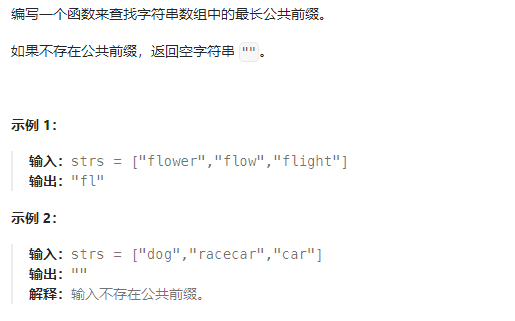 编写一个函数来查找字符串数组中的最长公共前缀。
如果不存在公共前缀，返回空字符串 ""。
示例 1：
输入：strs = ["flower","flow","flight"]
输出："fl"
示例 2：
输入：strs = ["dog","racecar","car"]
输出：""
解释：输入不存在公共前缀。